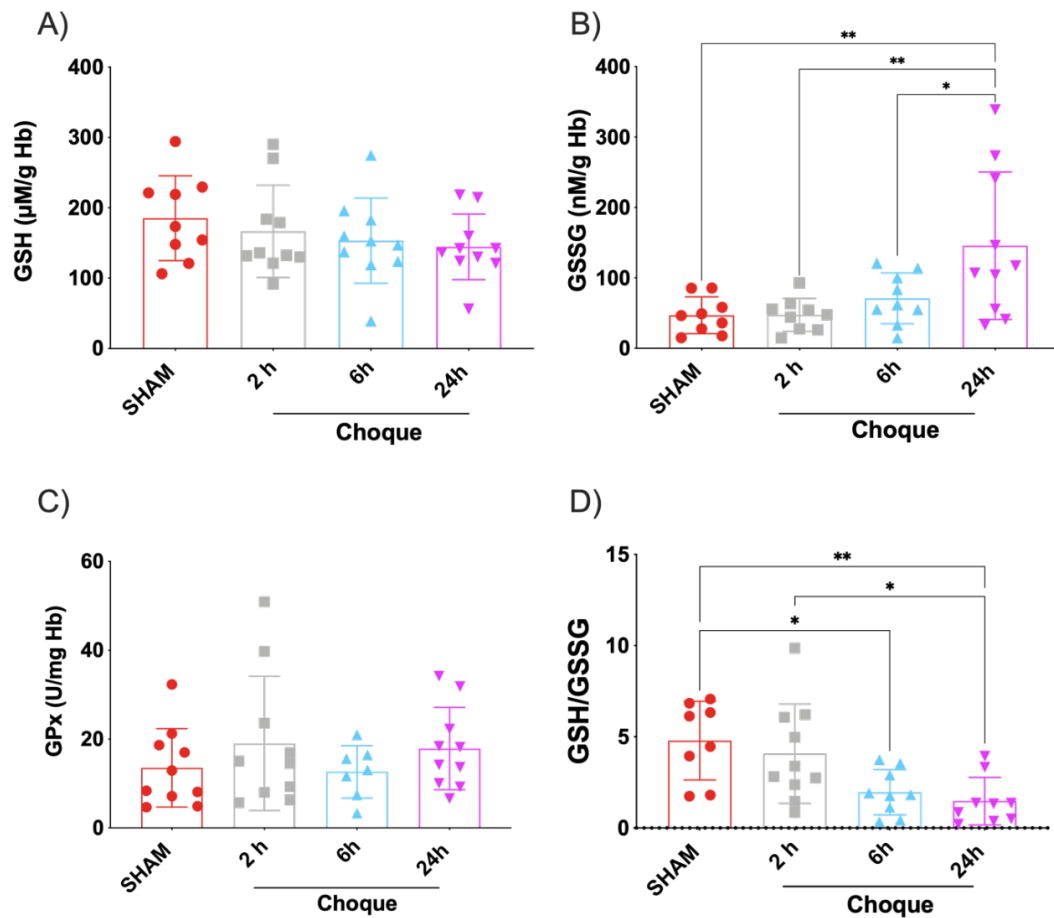 A)
GSH (µM/g Hb)
400
300
200
100
0
SHAM
2 h
6h
24h
Choque
B)
GSSG (nM/g Hb)
400
300
200
100
0
**
**
*
SHAM
2 h
6h
24h
Choque
C)
GPx (U/mg Hb)
60
40
20
0
SHAM
2 h
6h
24h
Choque
D)
GSH/GSSG
15
10
5
0
**
*
*
SHAM
2 h
6h
24h
Choque